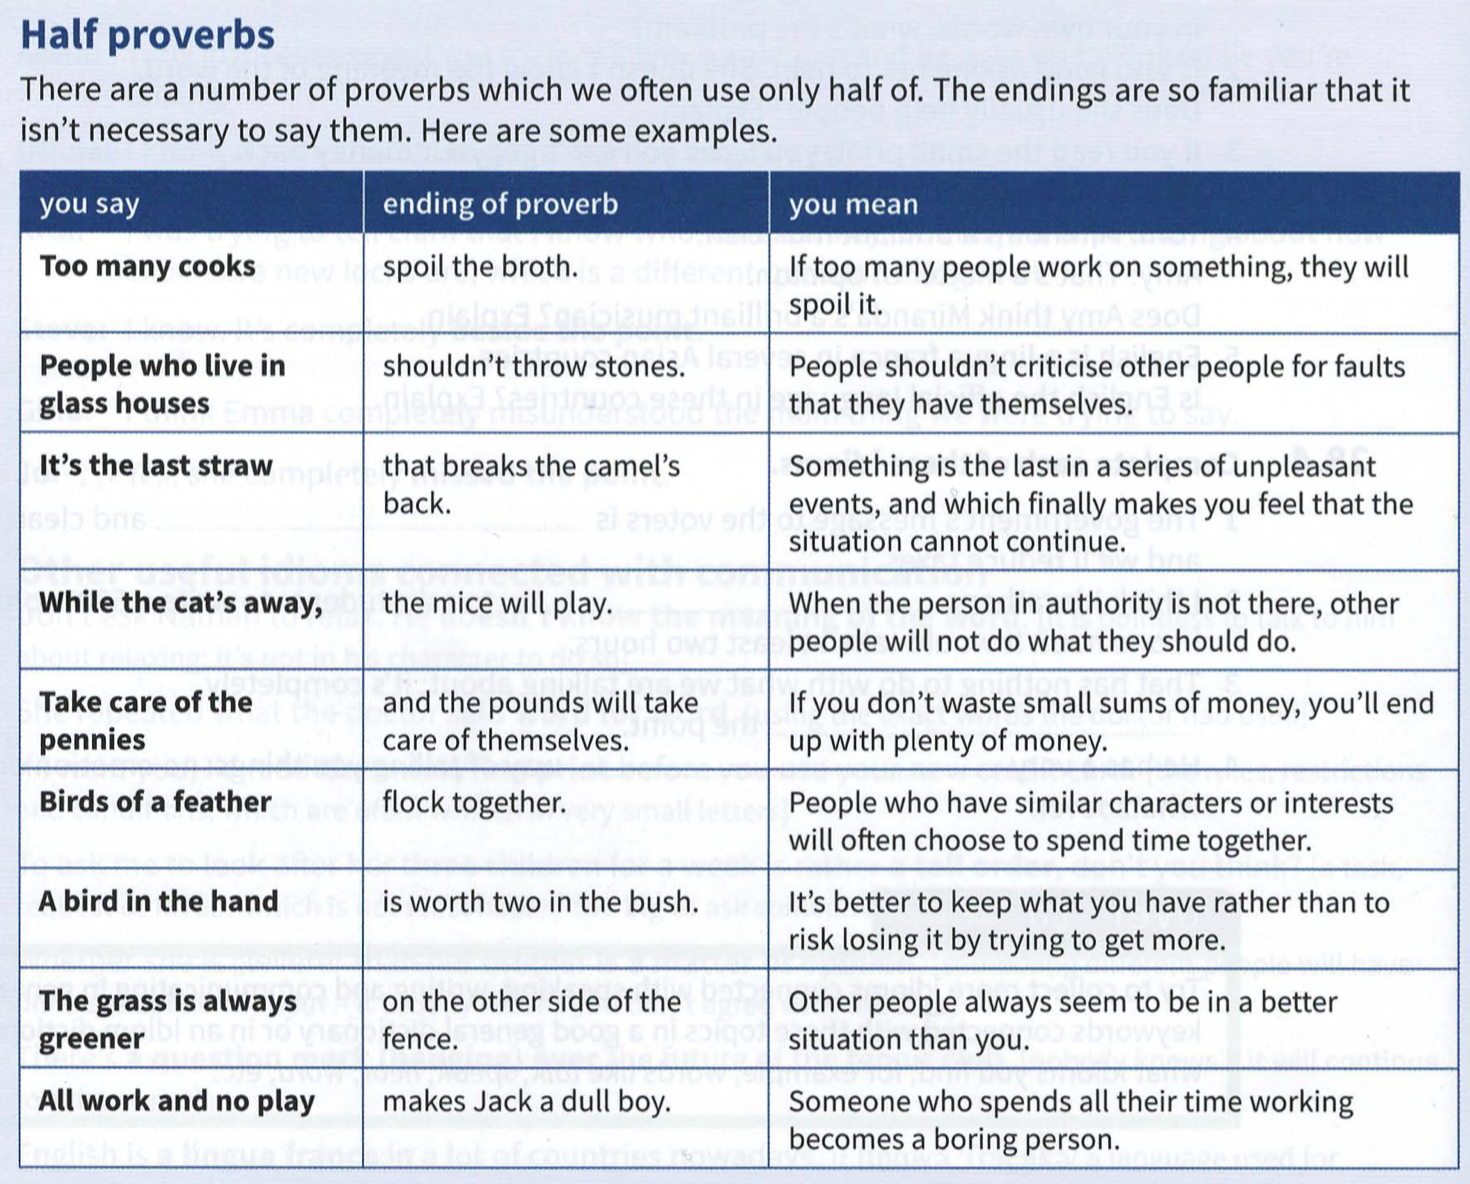 Half proverbs
There are a number of proverbs which we often use only half of. The endings are so familiar that it
isn't necessary to say them. Here are some examples.
you say
ending of proverb
you mean
Too many cooks
spoil the broth.
If too many people work on something, they will
spoil it.
People who live in
glass houses
shouldn't throw stones.
People shouldn't criticise other people for faults
that they have themselves.
It's the last straw
that breaks the camel's
back.
Something is the last in a series of unpleasant
events, and which finally makes you feel that the
situation cannot continue.
While the cat's away,
the mice will play.
When the person in authority is not there, other
people will not do what they should do.
Take care of the
pennies
and the pounds will take
care of themselves.
If you don't waste small sums of money, you'll end
up with plenty of money.
Birds of a feather
flock together.
People who have similar characters or interests
will often choose to spend time together.
A bird in the hand
is worth two in the bush.
It's better to keep what you have rather than to
risk losing it by trying to get more.
The grass is always
greener
on the other side of the
fence.
Other people always seem to be in a better
situation than you.
All work and no play
makes Jack a dull boy.
Someone who spends all their time working
becomes a boring person.